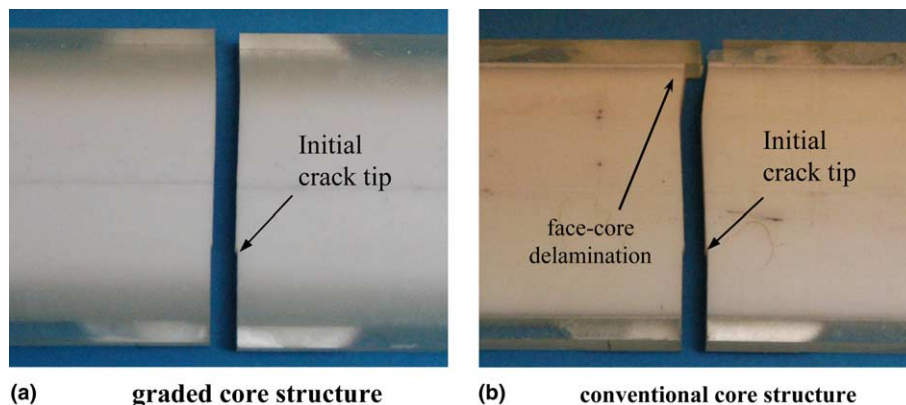 Initial
crack tip
(a) graded core structure
face-core
delamination
Initial
crack tip
(b) conventional core structure